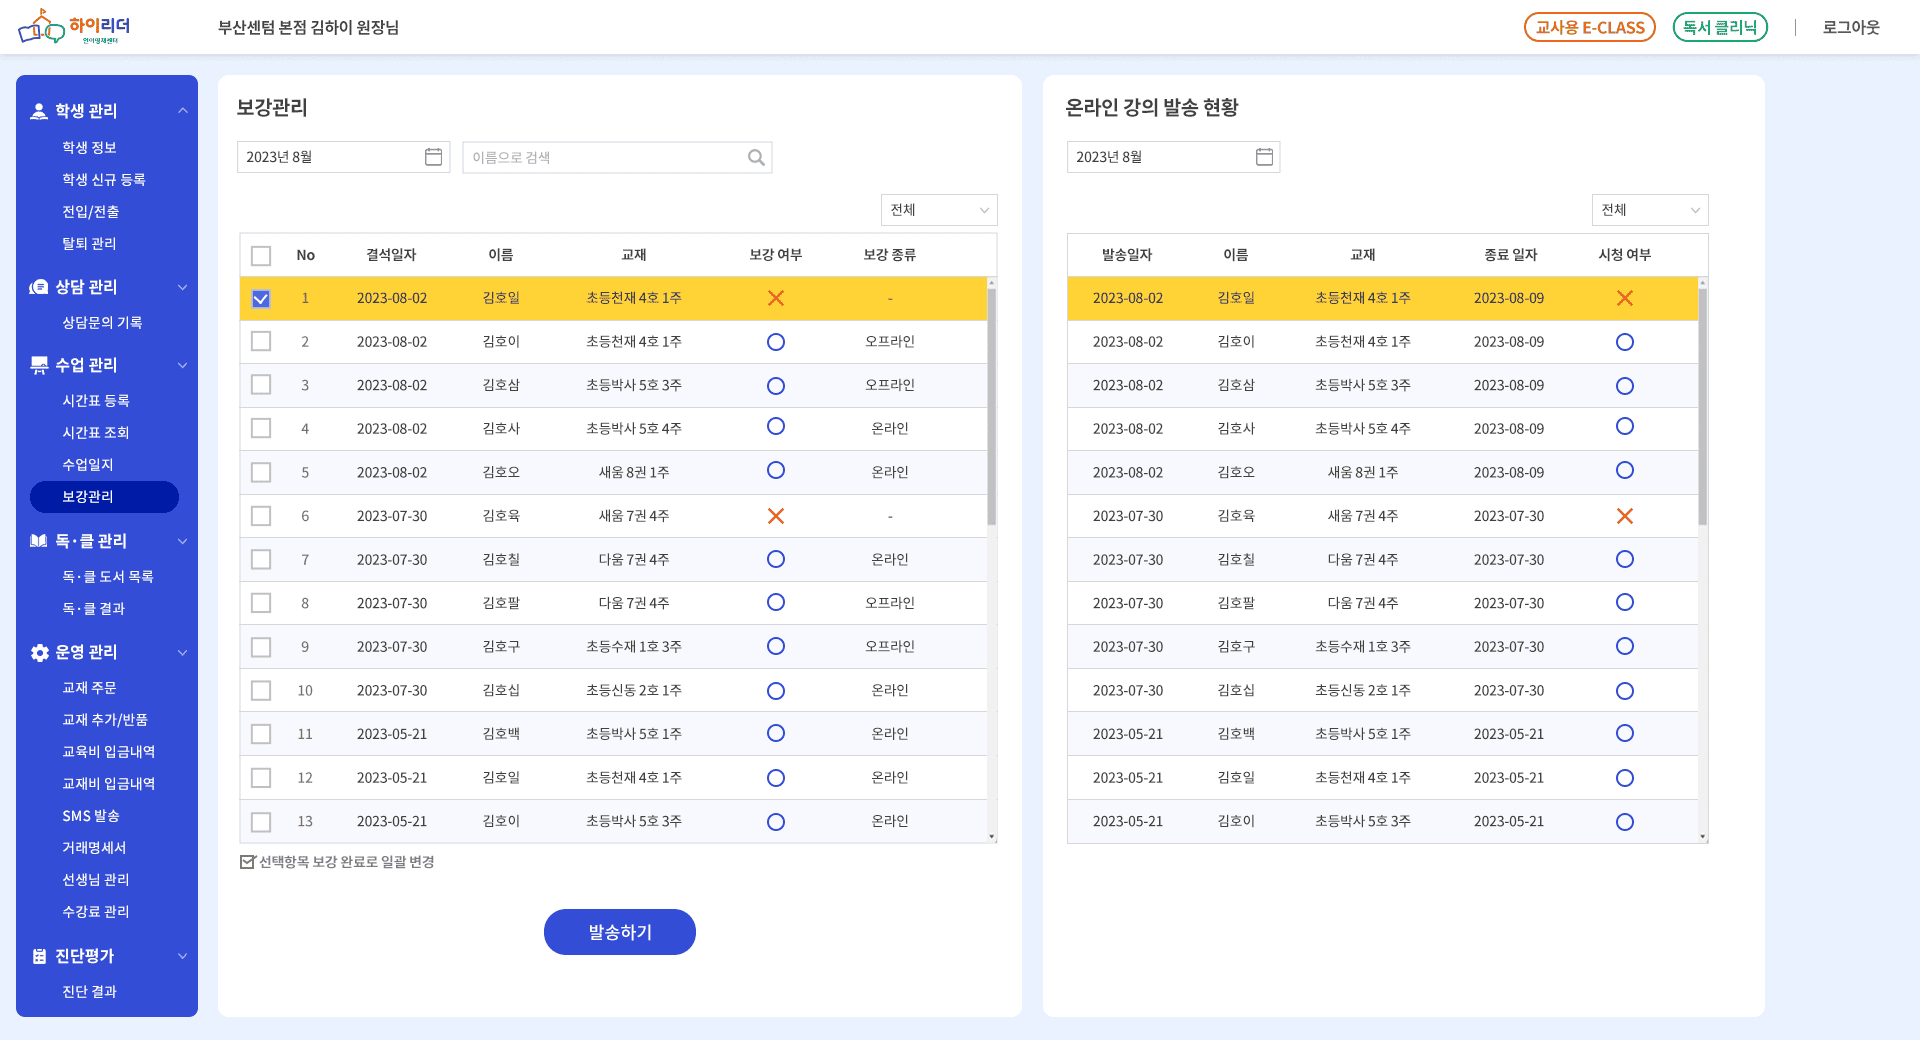 하이리더
한아영재센터
부산센텀 본점 김하이 원장님
교사용 E-CLASS
독서 클리닉
로그아웃
학생 관리
학생 정보
학생 신규 등록
전입/전출
탈퇴 관리
상담 관리
상담문의 기록
수업 관리
시간표 등록
시간표 조회
수업일지
보강관리
독·클 관리
독·클 도서 목록
독·클 결과
운영 관리
교재 주문
교재 추가/반품
교육비 입금내역
교재비 입금내역
SMS 발송
거래명세서
선생님 관리
수강료 관리
진단평가
진단 결과
보강관리
2023년 8월
이름으로 검색
전체
No 결석일자 이름 교재 보강 여부 보강 종류
1 2023-08-02 김호일 초등천재 4호 1주 -
2 2023-08-02 김호이 초등천재 4호 1주 오프라인
3 2023-08-02 김호삼 초등박사 5호 3주 오프라인
4 2023-08-02 김호사 초등박사 5호 4주 온라인
5 2023-08-02 김호오 새움 8권 1주 온라인
6 2023-07-30 김호육 새움 7권 4주 -
7 2023-07-30 김호칠 다움 7권 4주 온라인
8 2023-07-30 김호팔 다움 7권 4주 오프라인
9 2023-07-30 김호구 초등수재 1호 3주 오프라인
10 2023-07-30 김호십 초등신동 2호 1주 온라인
11 2023-05-21 김호백 초등박사 5호 1주 온라인
12 2023-05-21 김호일 초등천재 4호 1주 온라인
13 2023-05-21 김호이 초등박사 5호 3주 온라인
선택항목 보강 완료로 일괄 변경
발송하기
온라인 강의 발송 현황
2023년 8월
전체
발송일자 이름 교재 종료 일자 시청 여부
2023-08-02 김호일 초등천재 4호 1주 2023-08-09
2023-08-02 김호이 초등천재 4호 1주 2023-08-09
2023-08-02 김호삼 초등박사 5호 3주 2023-08-09
2023-08-02 김호사 초등박사 5호 4주 2023-08-09
2023-08-02 김호오 새움 8권 1주 2023-08-09
2023-07-30 김호육 새움 7권 4주 2023-07-30
2023-07-30 김호칠 다움 7권 4주 2023-07-30
2023-07-30 김호팔 다움 7권 4주 2023-07-30
2023-07-30 김호구 초등수재 1호 3주 2023-07-30
2023-07-30 김호십 초등신동 2호 1주 2023-07-30
2023-05-21 김호백 초등박사 5호 1주 2023-05-21
2023-05-21 김호일 초등천재 4호 1주 2023-05-21
2023-05-21 김호이 초등박사 5호 3주 2023-05-21